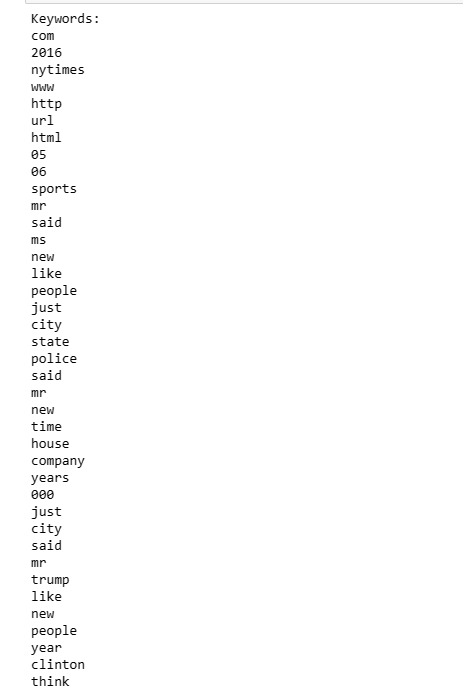 Keywords:
com
2016
nytimes
www
http
url
html
05
06
sports
mr
said
ms
new
like
people
just
city
state
police
said
mr
new
time
house
company
years
000
just
city
said
mr
trump
like
new
people
year
clinton
think